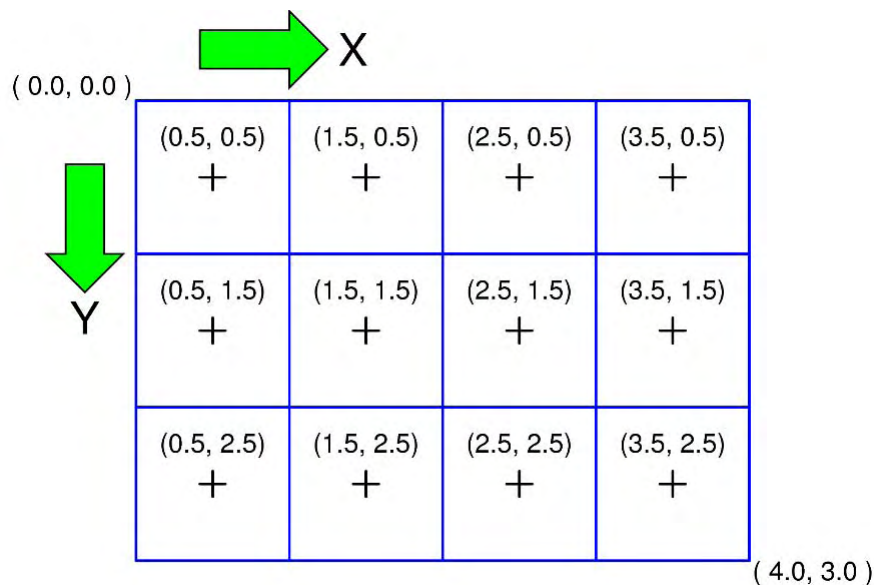 X
( 0.0, 0.0 )
(0.5, 0.5) (1.5, 0.5) (2.5, 0.5) (3.5, 0.5)
Y
(0.5, 1.5) (1.5, 1.5) (2.5, 1.5) (3.5, 1.5)
(0.5, 2.5) (1.5, 2.5) (2.5, 2.5) (3.5, 2.5)
( 4.0, 3.0 )